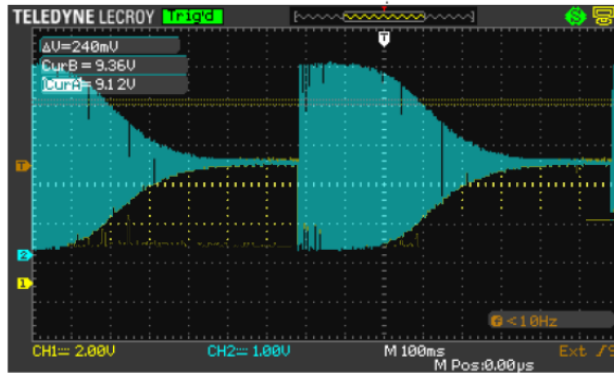 TELEDYNE LECROY Trig'd
T
ΔV=240mV
CurB = 9.36V
CurA = 9.12V
T
2
1
<10Hz
CH1 2.00V CH2 1.00V M 100ms Ext
M Pos:0.00µs